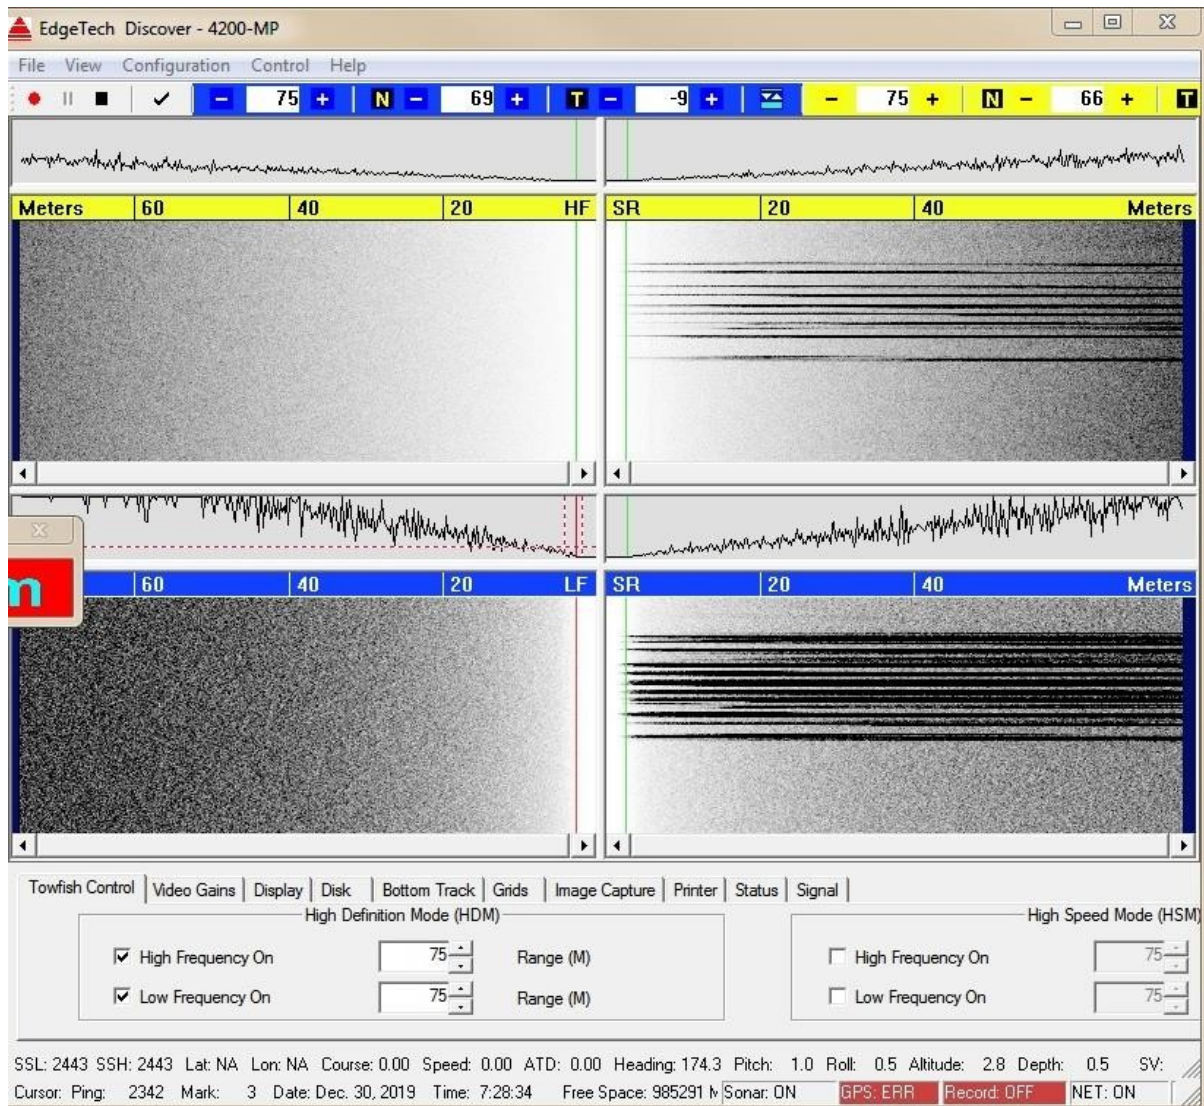 EdgeTech Discover - 4200-MP
File View Configuration Control Help
- 75 + N - 69 + T - -9 + - 75 + N - 66 + T
Meters 60 40 20 HF SR 20 40 Meters
m 60 40 20 LF SR 20 40 Meters
Towfish Control Video Gains Display Disk Bottom Track Grids Image Capture Printer Status Signal
High Definition Mode (HDM) High Speed Mode (HSM)
High Frequency On 75 Range (M) High Frequency On 75
Low Frequency On 75 Range (M) Low Frequency On 75
SSL: 2443 SSH: 2443 Lat: NA Lon: NA Course: 0.00 Speed: 0.00 ATD: 0.00 Heading: 174.3 Pitch: 1.0 Roll: 0.5 Altitude: 2.8 Depth: 0.5 SV:
Cursor: Ping: 2342 Mark: 3 Date: Dec. 30, 2019 Time: 7:28:34 Free Space: 985291 M Sonar: ON GPS: ERR Record: OFF NET: ON